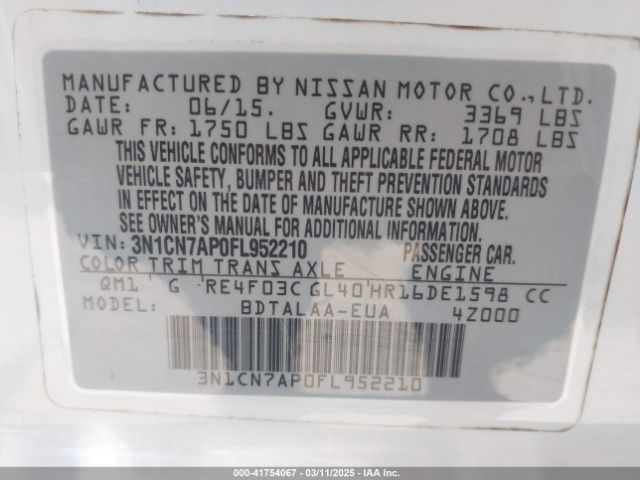 MANUFACTURED BY NISSAN MOTOR CO.,LTD.
DATE: 06/15. GVWR: 3369 LBS
GAWR FR: 1750 LBS GAWR RR: 1708 LBS
THIS VEHICLE CONFORMS TO ALL APPLICABLE FEDERAL MOTOR
VEHICLE SAFETY, BUMPER AND THEFT PREVENTION STANDARDS
IN EFFECT ON THE DATE OF MANUFACTURE SHOWN ABOVE.
SEE OWNER'S MANUAL FOR ADDITIONAL INFORMATION.
VIN: 3N1CN7AP0FL952210 PASSENGER CAR.
COLOR TRIM TRANS AXLE ENGINE
QM1 G RE4F03C GL40 HR16DE1598 CC
MODEL: BDTALAA-EUA 4Z000
3N1CN7AP0FL952210
000-41754067 • 03/11/2025 • IAA Inc.